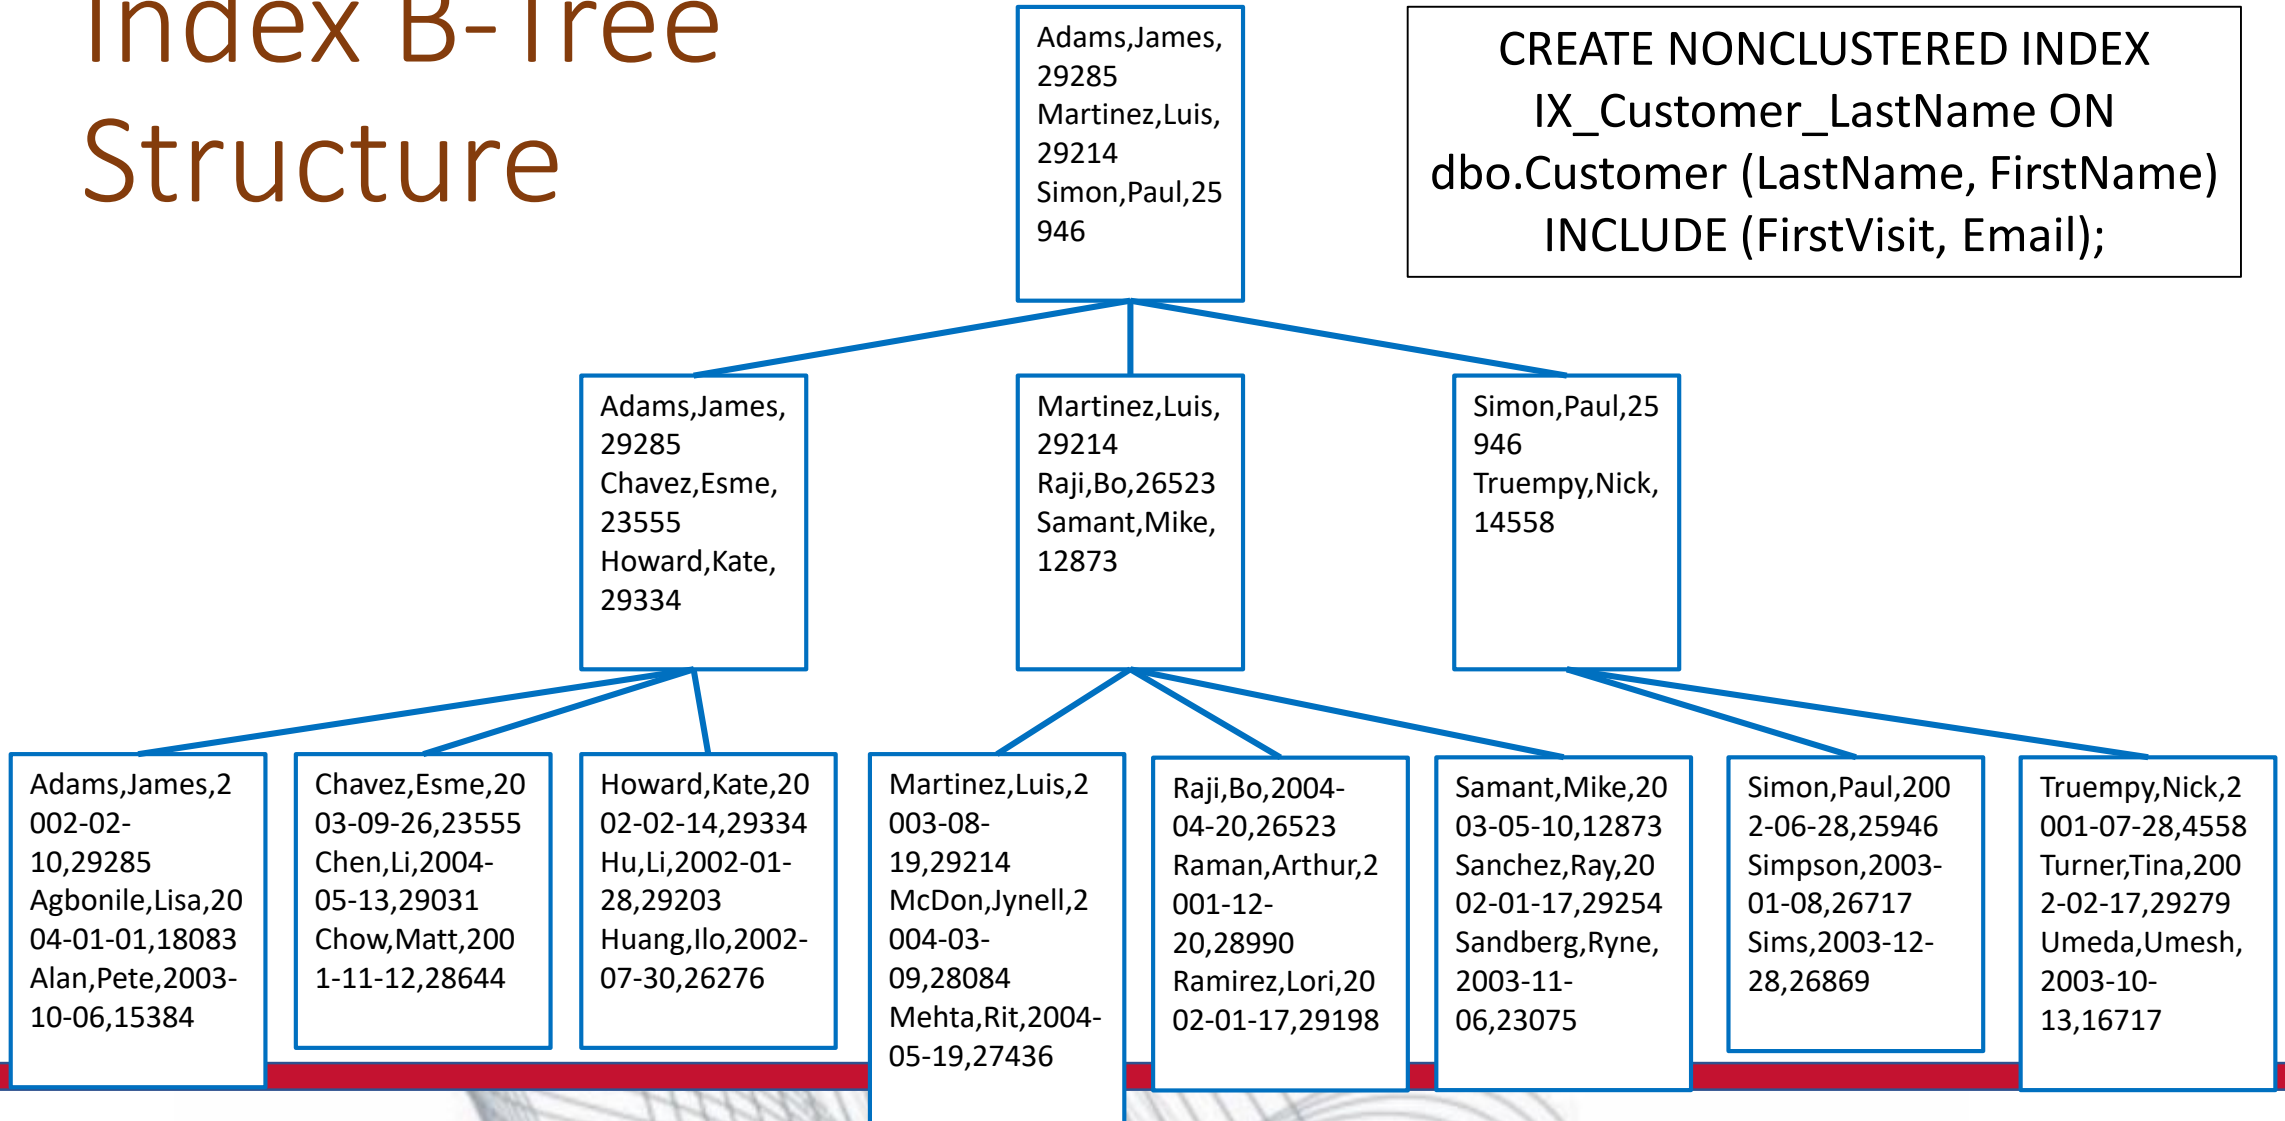 Index B-Tree
Structure
Adams,James,
29285
Martinez,Luis,
29214
Simon,Paul,25
946
CREATE NONCLUSTERED INDEX
IX_Customer_LastName ON
dbo.Customer (LastName, FirstName)
INCLUDE (FirstVisit, Email);
Adams,James,
29285
Chavez,Esme,
23555
Howard,Kate,
29334
Martinez,Luis,
29214
Raji,Bo,26523
Samant,Mike,
12873
Simon,Paul,25
946
Truempy,Nick,
14558
Adams,James,2
002-02-
10,29285
Agbonile,Lisa,20
04-01-01,18083
Alan,Pete,2003-
10-06,15384
Chavez,Esme,20
03-09-26,23555
Chen,Li,2004-
05-13,29031
Chow,Matt,200
1-11-12,28644
Howard,Kate,20
02-02-14,29334
Hu,Li,2002-01-
28,29203
Huang,Ilo,2002-
07-30,26276
Martinez,Luis,2
003-08-
19,29214
McDon,Jynell,2
004-03-
09,28084
Mehta,Rit,2004-
05-19,27436
Raji,Bo,2004-
04-20,26523
Raman,Arthur,2
001-12-
20,28990
Ramirez,Lori,20
02-01-17,29198
Samant,Mike,20
03-05-10,12873
Sanchez,Ray,20
02-01-17,29254
Sandberg,Ryne,
2003-11-
06,23075
Simon,Paul,200
2-06-28,25946
Simpson,2003-
01-08,26717
Sims,2003-12-
28,26869
Truempy,Nick,2
001-07-28,4558
Turner,Tina,200
2-02-17,29279
Umeda,Umesh,
2003-10-
13,16717